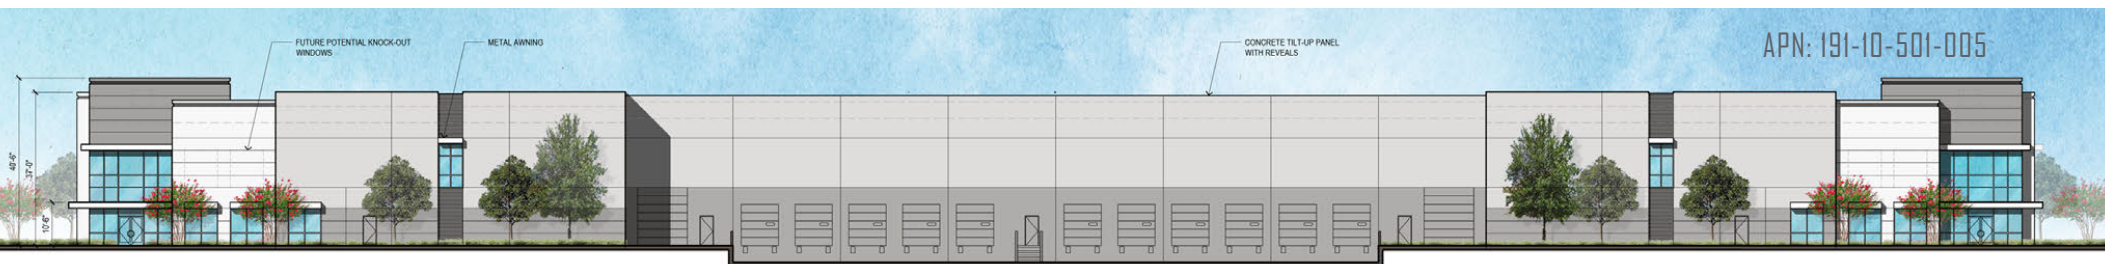 FUTURE POTENTIAL KNOCK-OUT
WINDOWS
METAL AWNING
CONCRETE TILT-UP PANEL
WITH REVEALS
APN: 191-10-501-005
40'-6"
37'-0"
10'-6"